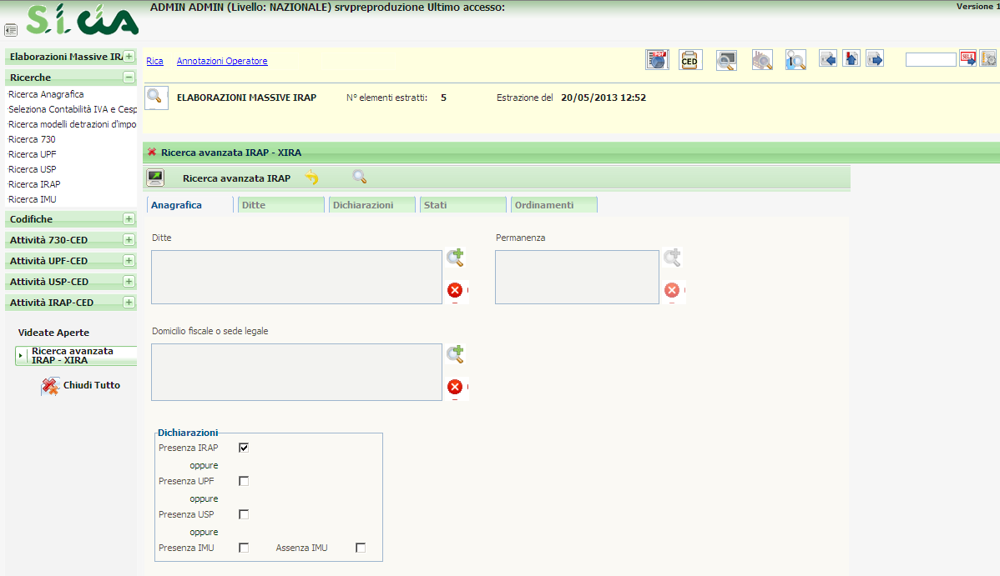 S.I. CIA
ADMIN ADMIN (Livello: NAZIONALE) srvpreproduzione Ultimo accesso:
Versione 1
Elaborazioni Massive IRA
Ricerche
Ricerca Anagrafica
Seleziona Contabilità IVA e Cesp
Ricerca modelli detrazioni d'impo
Ricerca 730
Ricerca UPF
Ricerca USP
Ricerca IRAP
Ricerca IMU
Codifiche
Attività 730-CED
Attività UPF-CED
Attività USP-CED
Attività IRAP-CED
Videate Aperte
Ricerca avanzata
IRAP - XIRA
Chiudi Tutto
Rica Annotazioni Operatore
PDF
CED
SELE
ELABORAZIONI MASSIVE IRAP N° elementi estratti: 5 Estrazione del 20/05/2013 12:52
Ricerca avanzata IRAP - XIRA
Ricerca avanzata IRAP
Anagrafica Ditte Dichiarazioni Stati Ordinamenti
Ditte Permanenza
Domicilio fiscale o sede legale
Dichiarazioni
Presenza IRAP
oppure
Presenza UPF
oppure
Presenza USP
oppure
Presenza IMU Assenza IMU